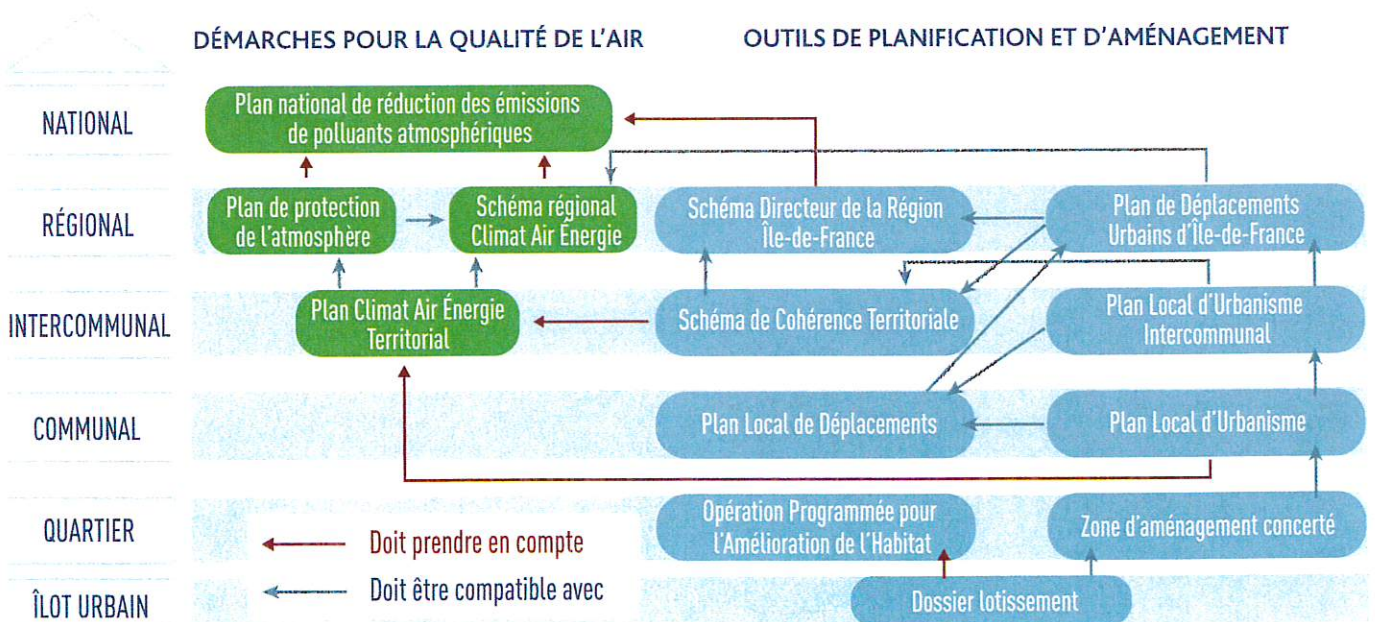 DÉMARCHES POUR LA QUALITÉ DE L'AIR
OUTILS DE PLANIFICATION ET D'AMÉNAGEMENT
NATIONAL
Plan national de réduction des émissions
de polluants atmosphériques
RÉGIONAL
Plan de protection
de l'atmosphère
Schéma régional
Climat Air Énergie
Schéma Directeur de la Région
Île-de-France
Plan de Déplacements
Urbains d'Île-de-France
INTERCOMMUNAL
Plan Climat Air Énergie
Territorial
Schéma de Cohérence Territoriale
Plan Local d'Urbanisme
Intercommunal
COMMUNAL
Plan Local de Déplacements
Plan Local d'Urbanisme
QUARTIER
Opération Programmée pour
l'Amélioration de l'Habitat
Zone d'aménagement concerté
ÎLOT URBAIN
Dossier lotissement
Doit prendre en compte
Doit être compatible avec